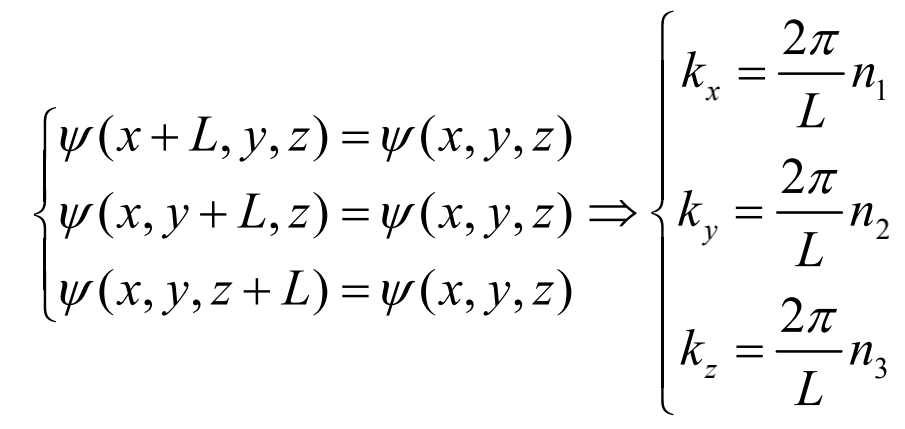 ψ(x + L, y, z) = ψ(x, y, z)
ψ(x, y + L, z) = ψ(x, y, z) ⇒
ψ(x, y, z + L) = ψ(x, y, z)
k_x = 2π/L n_1
k_y = 2π/L n_2
k_z = 2π/L n_3